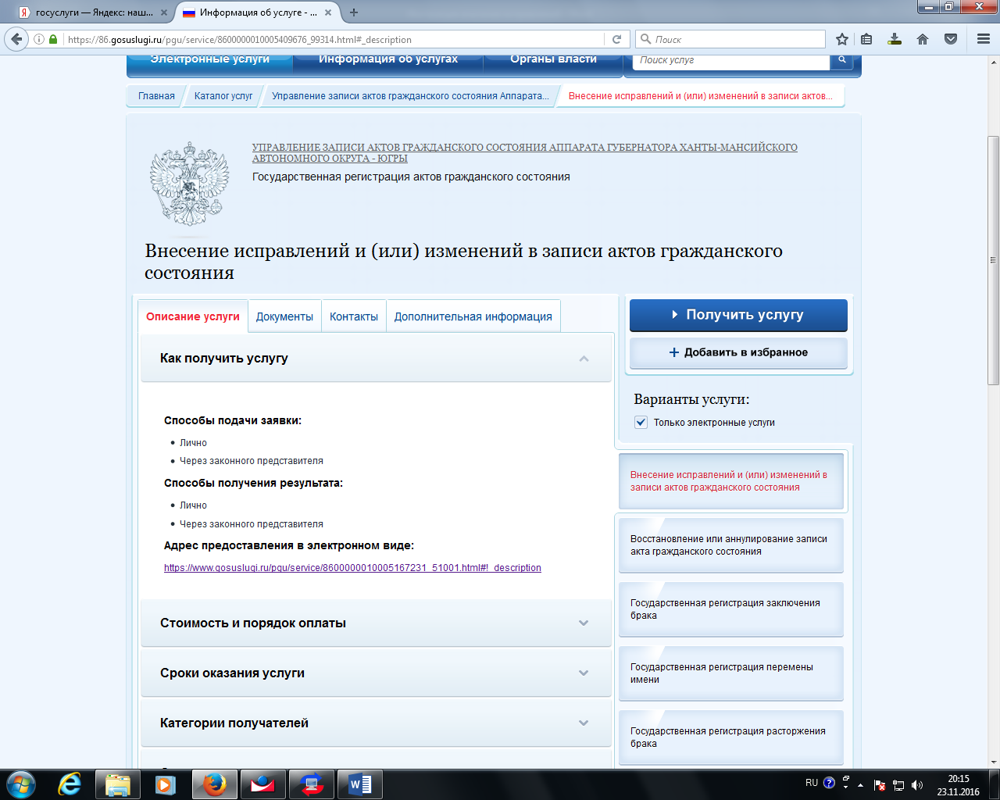 госуслуги — Яндекс: наш...
Информация об услуге - ...
https://86.gosuslugi.ru/pgu/service/8600000010005409676_99314.html#_description
Поиск
Электронные услуги
Информация об услугах
Органы власти
Поиск услуг
Главная
Каталог услуг
Управление записи актов гражданского состояния Аппарата...
Внесение исправлений и (или) изменений в записи актов...
УПРАВЛЕНИЕ ЗАПИСИ АКТОВ ГРАЖДАНСКОГО СОСТОЯНИЯ АППАРАТА ГУБЕРНАТОРА ХАНТЫ-МАНСИЙСКОГО
АВТОНОМНОГО ОКРУГА - ЮГРЫ
Государственная регистрация актов гражданского состояния
Внесение исправлений и (или) изменений в записи актов гражданского
состояния
Описание услуги
Документы
Контакты
Дополнительная информация
Как получить услугу
Способы подачи заявки:
Лично
Через законного представителя
Способы получения результата:
Лично
Через законного представителя
Адрес предоставления в электронном виде:
https://www.gosuslugi.ru/pgu/service/8600000010005167231_51001.html#!_description
Стоимость и порядок оплаты
Сроки оказания услуги
Категории получателей
Получить услугу
Добавить в избранное
Варианты услуги:
Только электронные услуги
Внесение исправлений и (или) изменений в
записи актов гражданского состояния
Восстановление или аннулирование записи
акта гражданского состояния
Государственная регистрация заключения
брака
Государственная регистрация перемены
имени
Государственная регистрация расторжения
брака
RU
20:15
23.11.2016